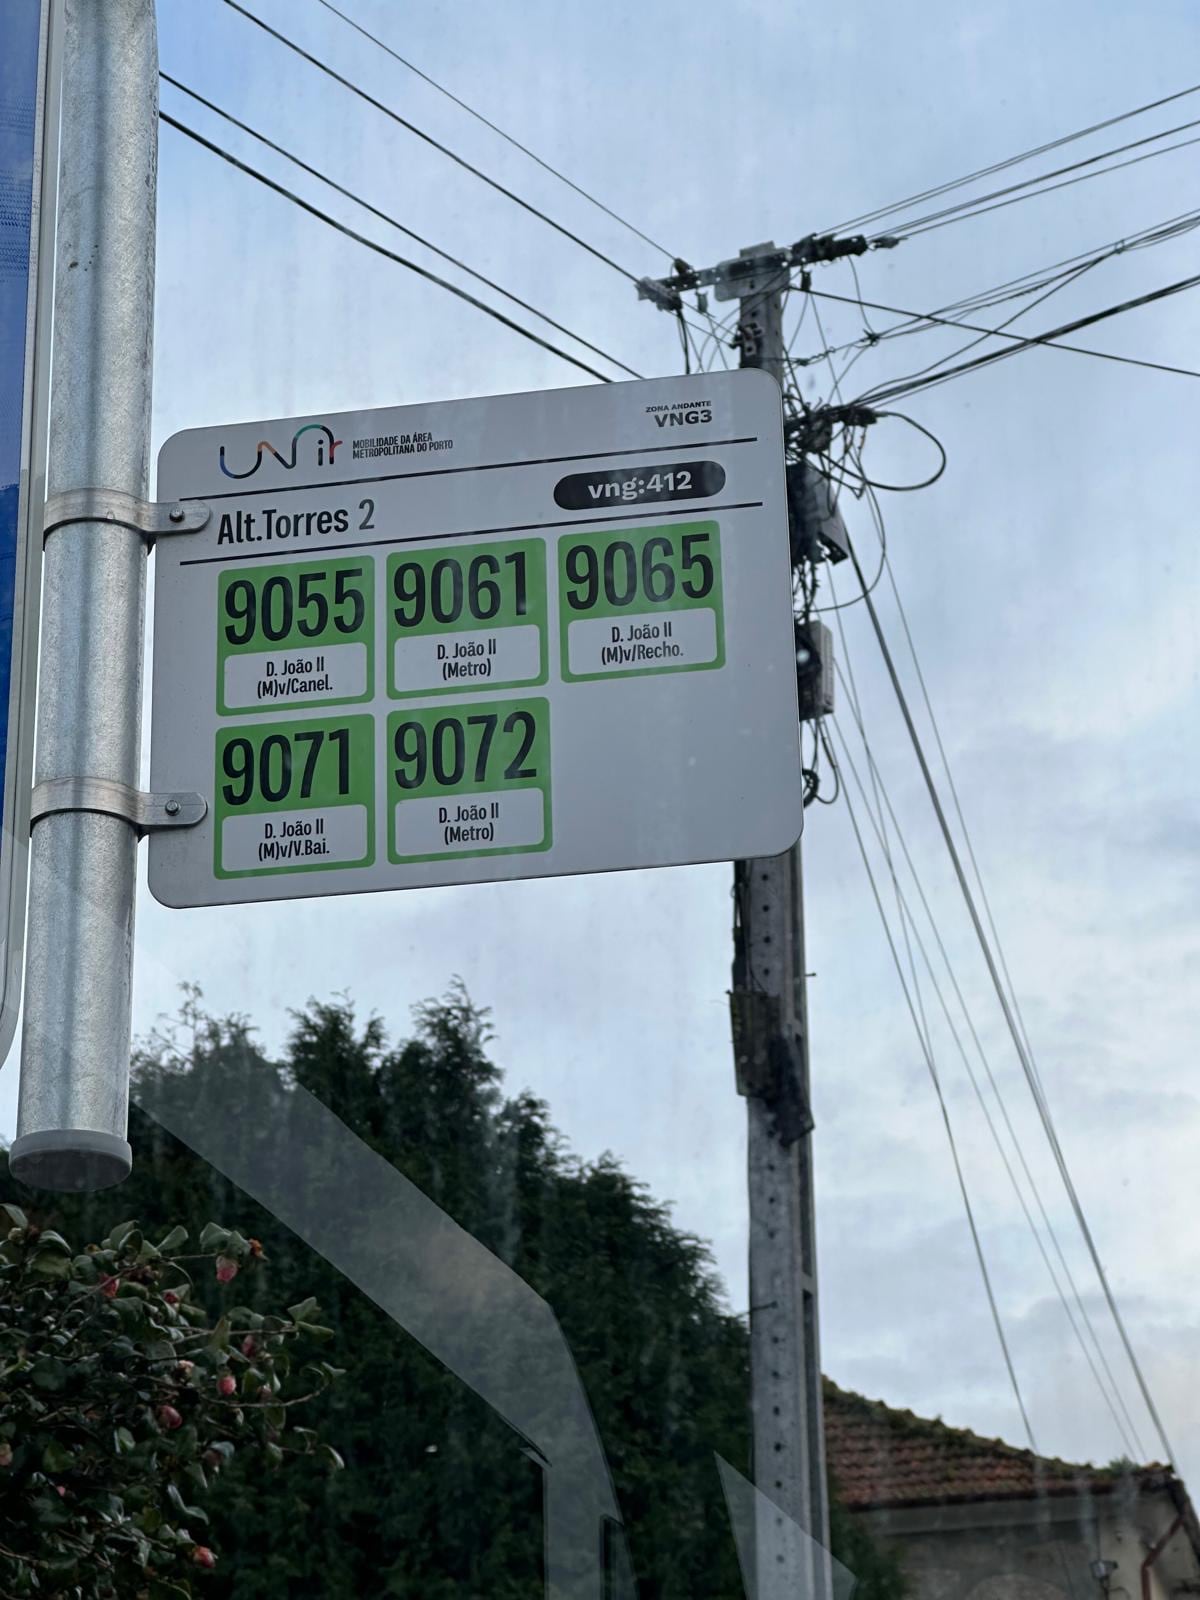 UNIR MOBILIDADE DA ÁREA
METROPOLITANA DO PORTO
ZONA ANDANTE
VNG3
Alt.Torres 2
vng:412
9055
D. João II
(M)v/Canel.
9061
D. João II
(Metro)
9065
D. João II
(M)v/Recho.
9071
D. João II
(M)v/V.Bai.
9072
D. João II
(Metro)